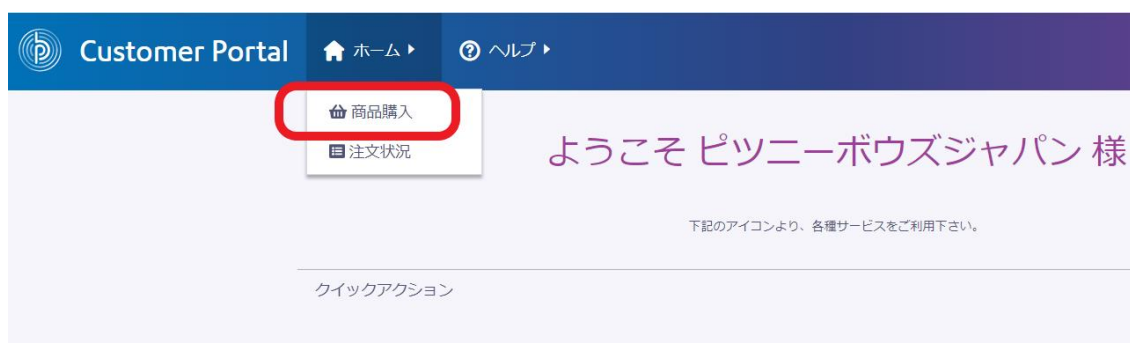 Customer Portal ホーム ヘルプ
商品購入
注文状況
ようこそ ピツニーボウズジャパン 様
下記のアイコンより、各種サービスをご利用下さい。
クイックアクション